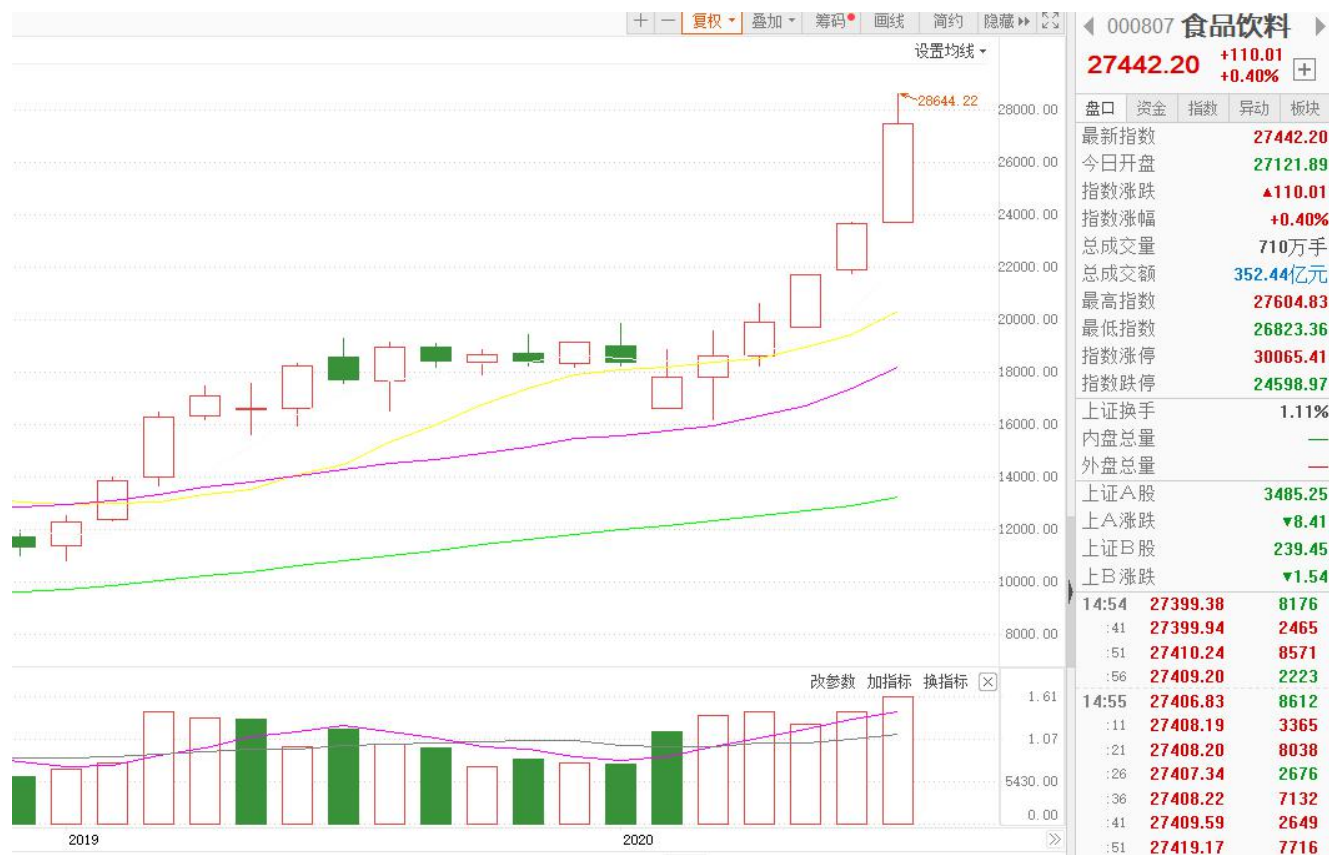 复权 叠加 筹码 画线 简约 隐藏
设置均线
28644.22
28000.00
26000.00
24000.00
22000.00
20000.00
18000.00
16000.00
14000.00
12000.00
10000.00
8000.00
改参数 加指标 换指标
1.61
1.07
5430.00
0.00
2019 2020
000807 食品饮料
27442.20 +110.01
+0.40%
盘口 资金 指数 异动 板块
最新指数 27442.20
今日开盘 27121.89
指数涨跌 ▲110.01
指数涨幅 +0.40%
总成交量 710万手
总成交额 352.44亿元
最高指数 27604.83
最低指数 26823.36
指数涨停 30065.41
指数跌停 24598.97
上证换手 1.11%
内盘总量 —
外盘总量 —
上证A股 3485.25
上A涨跌 ▼8.41
上证B股 239.45
上B涨跌 ▼1.54
14:54 27399.38 8176
:41 27399.94 2465
:51 27410.24 8571
:56 27409.20 2223
14:55 27406.83 8612
:11 27408.19 3365
:21 27408.20 8038
:26 27407.34 2676
:36 27408.22 7132
:41 27409.59 2649
:51 27419.17 7716